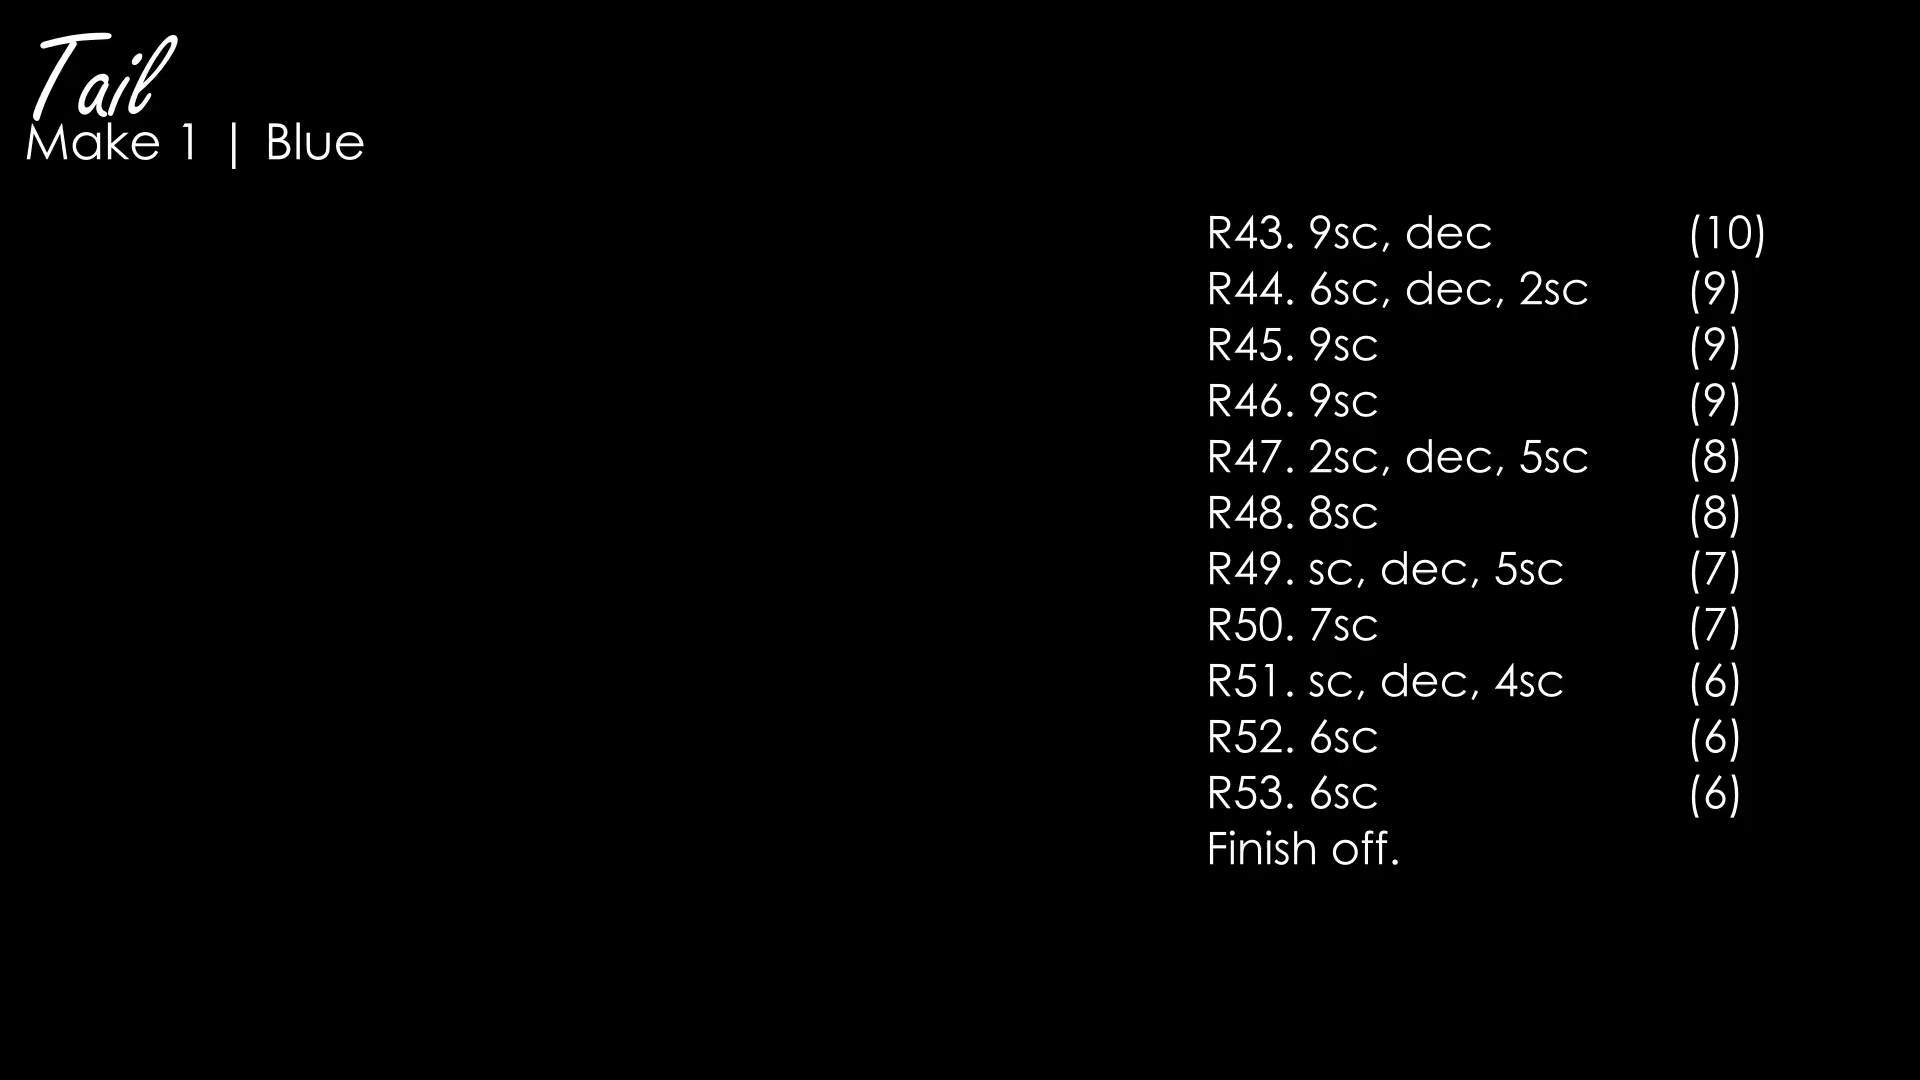 Tail
Make 1 | Blue
R43. 9sc, dec (10)
R44. 6sc, dec, 2sc (9)
R45. 9sc (9)
R46. 9sc (9)
R47. 2sc, dec, 5sc (8)
R48. 8sc (8)
R49. sc, dec, 5sc (7)
R50. 7sc (7)
R51. sc, dec, 4sc (6)
R52. 6sc (6)
R53. 6sc (6)
Finish off.